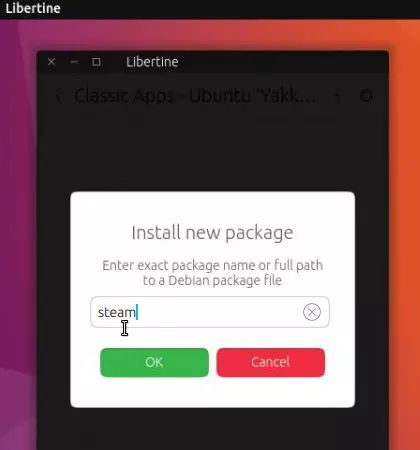 Libertine
Libertine
Classic Apps - Ubuntu 'Yakk...
Install new package
Enter exact package name or full path
to a Debian package file
steam
OK
Cancel